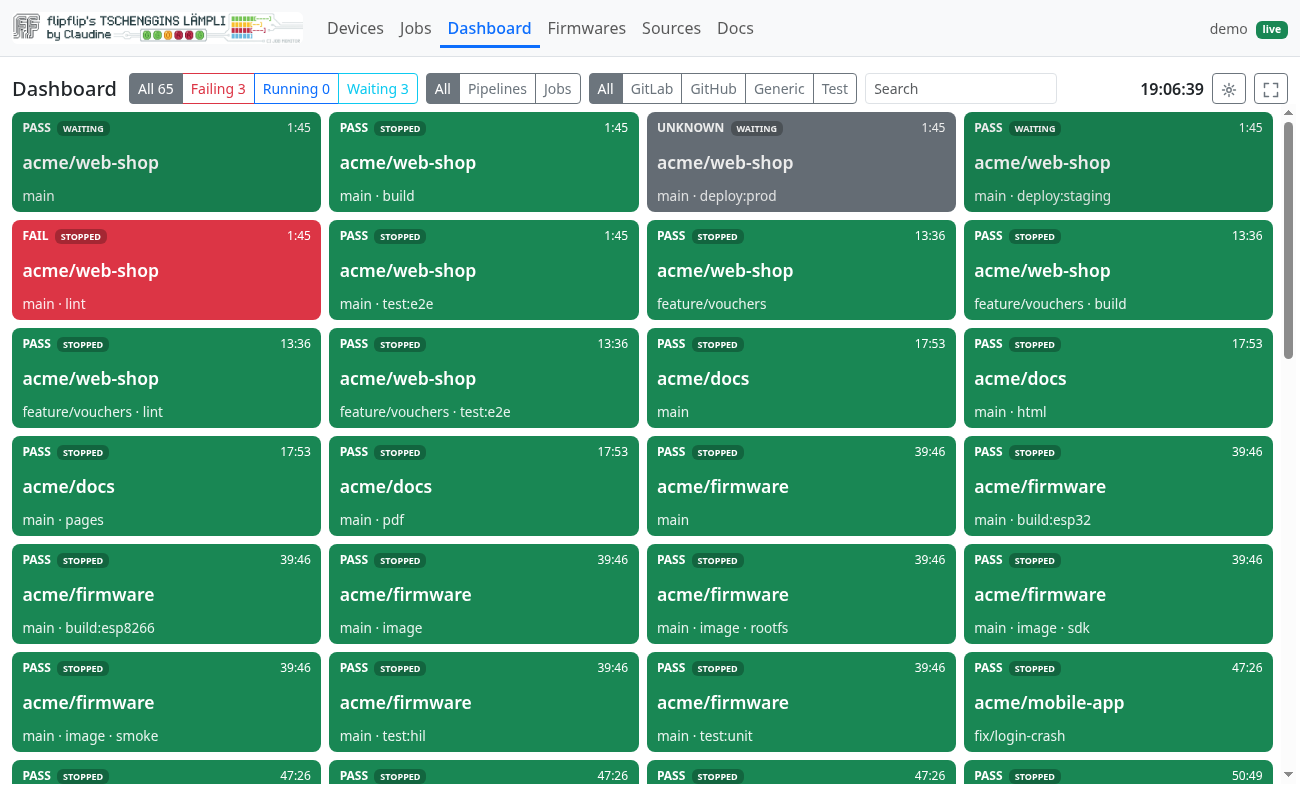 flipflip's TSCHENGGINS LÄMPLI
by Claudine
Devices Jobs Dashboard Firmwares Sources Docs
demo live
Dashboard All 65 Failing 3 Running 0 Waiting 3 All Pipelines Jobs All GitLab GitHub Generic Test Search 19:06:39
PASS WAITING 1:45
acme/web-shop
main
PASS STOPPED 1:45
acme/web-shop
main · build
UNKNOWN WAITING 1:45
acme/web-shop
main · deploy:prod
PASS WAITING 1:45
acme/web-shop
main · deploy:staging
FAIL STOPPED 1:45
acme/web-shop
main · lint
PASS STOPPED 1:45
acme/web-shop
main · test:e2e
PASS STOPPED 13:36
acme/web-shop
feature/vouchers
PASS STOPPED 13:36
acme/web-shop
feature/vouchers · build
PASS STOPPED 13:36
acme/web-shop
feature/vouchers · lint
PASS STOPPED 13:36
acme/web-shop
feature/vouchers · test:e2e
PASS STOPPED 17:53
acme/docs
main
PASS STOPPED 17:53
acme/docs
main · html
PASS STOPPED 17:53
acme/docs
main · pages
PASS STOPPED 17:53
acme/docs
main · pdf
PASS STOPPED 39:46
acme/firmware
main
PASS STOPPED 39:46
acme/firmware
main · build:esp32
PASS STOPPED 39:46
acme/firmware
main · build:esp8266
PASS STOPPED 39:46
acme/firmware
main · image
PASS STOPPED 39:46
acme/firmware
main · image · rootfs
PASS STOPPED 39:46
acme/firmware
main · image · sdk
PASS STOPPED 39:46
acme/firmware
main · image · smoke
PASS STOPPED 39:46
acme/firmware
main · test:hil
PASS STOPPED 39:46
acme/firmware
main · test:unit
PASS STOPPED 47:26
acme/mobile-app
fix/login-crash
PASS STOPPED 47:26
PASS STOPPED 47:26
PASS STOPPED 47:26
PASS STOPPED 50:49